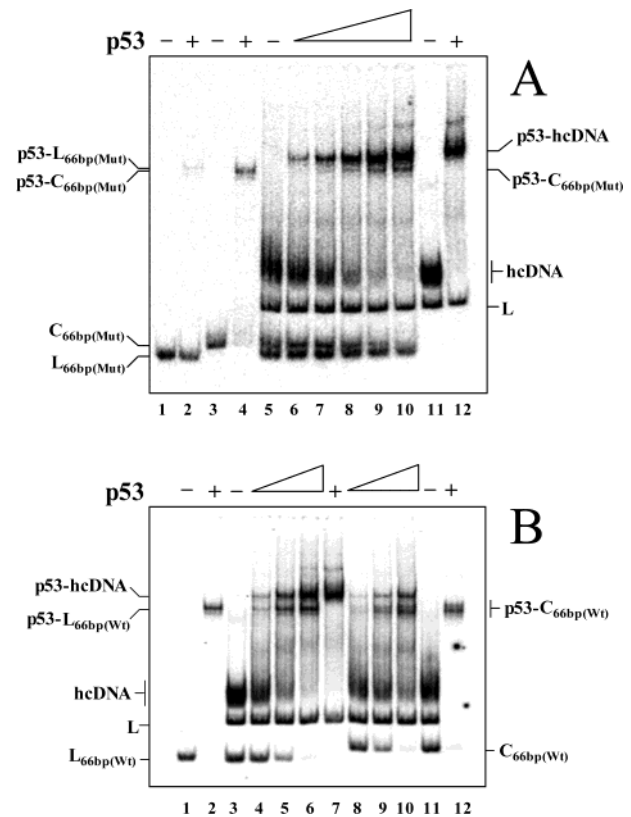 p53 − + − + − − +
A
p53-L66bp(Mut)
p53-C66bp(Mut)
p53-hcDNA
p53-C66bp(Mut)
hcDNA
L
C66bp(Mut)
L66bp(Mut)
1 2 3 4 5 6 7 8 9 10 11 12
p53 − + − + − +
B
p53-hcDNA
p53-L66bp(Wt)
p53-C66bp(Wt)
hcDNA
L
L66bp(Wt)
C66bp(Wt)
1 2 3 4 5 6 7 8 9 10 11 12